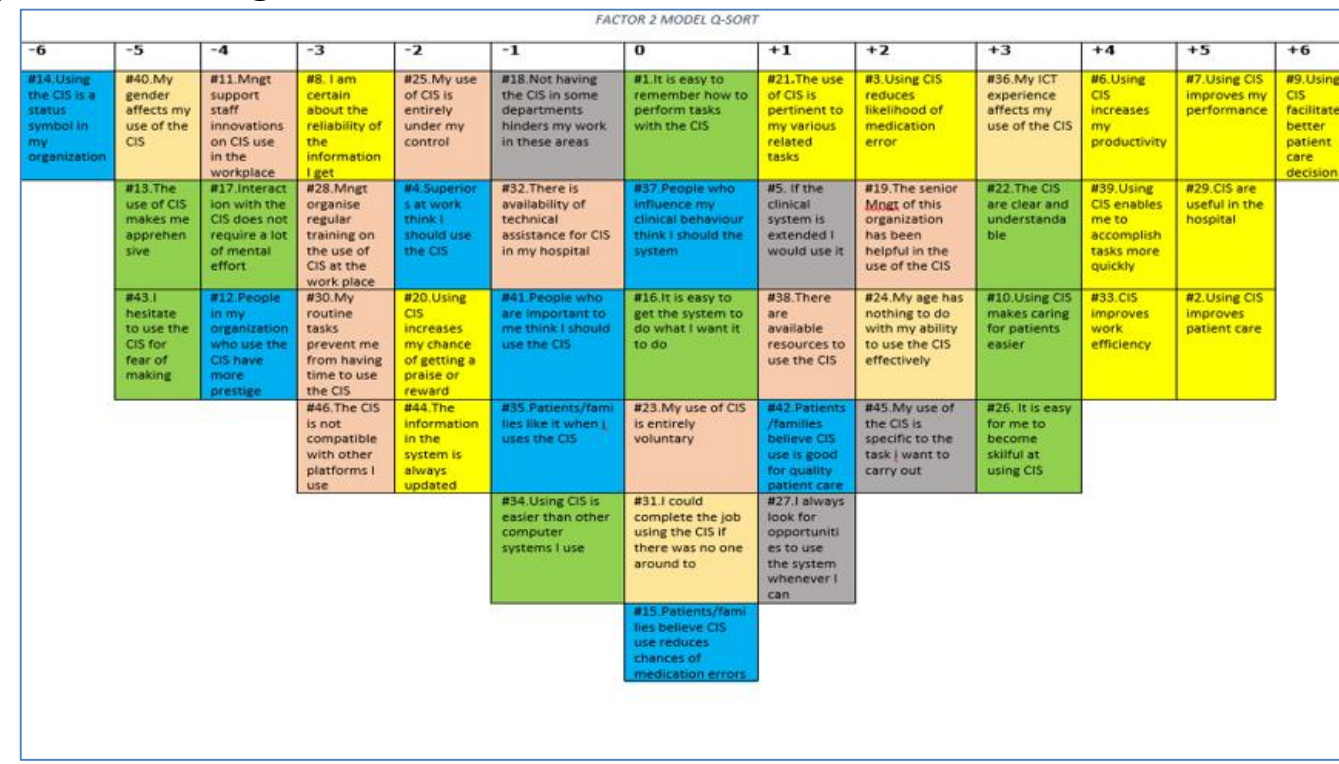 FACTOR 2 MODEL Q-SORT
-6
-5
-4
-3
-2
-1
0
+1
+2
+3
+4
+5
+6
#14.Using
the CIS is a
status
symbol in
my
organization
#40.My
gender
affects my
use of the
CIS
#11.Mngt
support
staff
innovations
on CIS use
in the
workplace
#8. I am
certain
about the
reliability of
the
information
I get
#25.My use
of CIS is
entirely
under my
control
#18.Not having
the CIS in some
departments
hinders my work
in these areas
#1.It is easy to
remember how to
perform tasks
with the CIS
#21.The use
of CIS is
pertinent to
my various
related
tasks
#3.Using CIS
reduces
likelihood of
medication
error
#36.My ICT
experience
affects my
use of the CIS
#6.Using
CIS
increases
my
productivity
#7.Using CIS
improves my
performance
#9.Using
CIS
facilitate
better
patient
care
decision
#13.The
use of CIS
makes me
apprehen
sive
#17.Interact
ion with the
CIS does not
require a lot
of mental
effort
#28.Mngt
organise
regular
training on
the use of
CIS at the
work place
#4.Superior
s at work
think I
should use
the CIS
#32.There is
availability of
technical
assistance for CIS
in my hospital
#37.People who
influence my
clinical behaviour
think I should the
system
#5. If the
clinical
system is
extended I
would use it
#19.The senior
Mngt of this
organization
has been
helpful in the
use of the CIS
#22.The CIS
are clear and
understanda
ble
#39.Using
CIS enables
me to
accomplish
tasks more
quickly
#29.CIS are
useful in the
hospital
#43.I
hesitate
to use the
CIS for
fear of
making
#12.People
in my
organization
who use the
CIS have
more
prestige
#30.My
routine
tasks
prevent me
from having
time to use
the CIS
#20.Using
CIS
increases
my chance
of getting a
praise or
reward
#41.People who
are important to
me think I should
use the CIS
#16.It is easy to
get the system to
do what I want it
to do
#38.There
are
available
resources to
use the CIS
#24.My age has
nothing to do
with my ability
to use the CIS
effectively
#10.Using CIS
makes caring
for patients
easier
#33.CIS
improves
work
efficiency
#2.Using CIS
improves
patient care
#46.The CIS
is not
compatible
with other
platforms I
use
#44.The
information
in the
system is
always
updated
#35.Patients/fami
lies like it when i
uses the CIS
#23.My use of CIS
is entirely
voluntary
#42.Patients
/families
believe CIS
use is good
for quality
patient care
#45.My use of
the CIS is
specific to the
task i want to
carry out
#26. It is easy
for me to
become
skilful at
using CIS
#34.Using CIS is
easier than other
computer
systems I use
#31.I could
complete the job
using the CIS if
there was no one
around to
#27.I always
look for
opportuniti
es to use
the system
whenever I
can
#15.Patients/fami
lies believe CIS
use reduces
chances of
medication errors